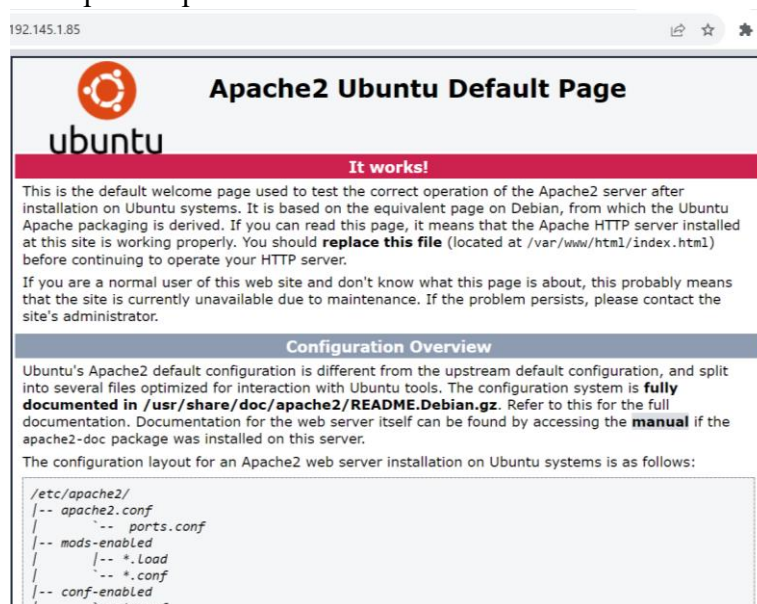 92.145.1.85
Apache2 Ubuntu Default Page
ubuntu
It works!
This is the default welcome page used to test the correct operation of the Apache2 server after
installation on Ubuntu systems. It is based on the equivalent page on Debian, from which the Ubuntu
Apache packaging is derived. If you can read this page, it means that the Apache HTTP server installed
at this site is working properly. You should replace this file (located at /var/www/html/index.html)
before continuing to operate your HTTP server.
If you are a normal user of this web site and don't know what this page is about, this probably means
that the site is currently unavailable due to maintenance. If the problem persists, please contact the
site's administrator.
Configuration Overview
Ubuntu's Apache2 default configuration is different from the upstream default configuration, and split
into several files optimized for interaction with Ubuntu tools. The configuration system is fully
documented in /usr/share/doc/apache2/README.Debian.gz. Refer to this for the full
documentation. Documentation for the web server itself can be found by accessing the manual if the
apache2-doc package was installed on this server.
The configuration layout for an Apache2 web server installation on Ubuntu systems is as follows:
/etc/apache2/
|-- apache2.conf
|       `--  ports.conf
|-- mods-enabled
|       |-- *.load
|       `-- *.conf
|-- conf-enabled